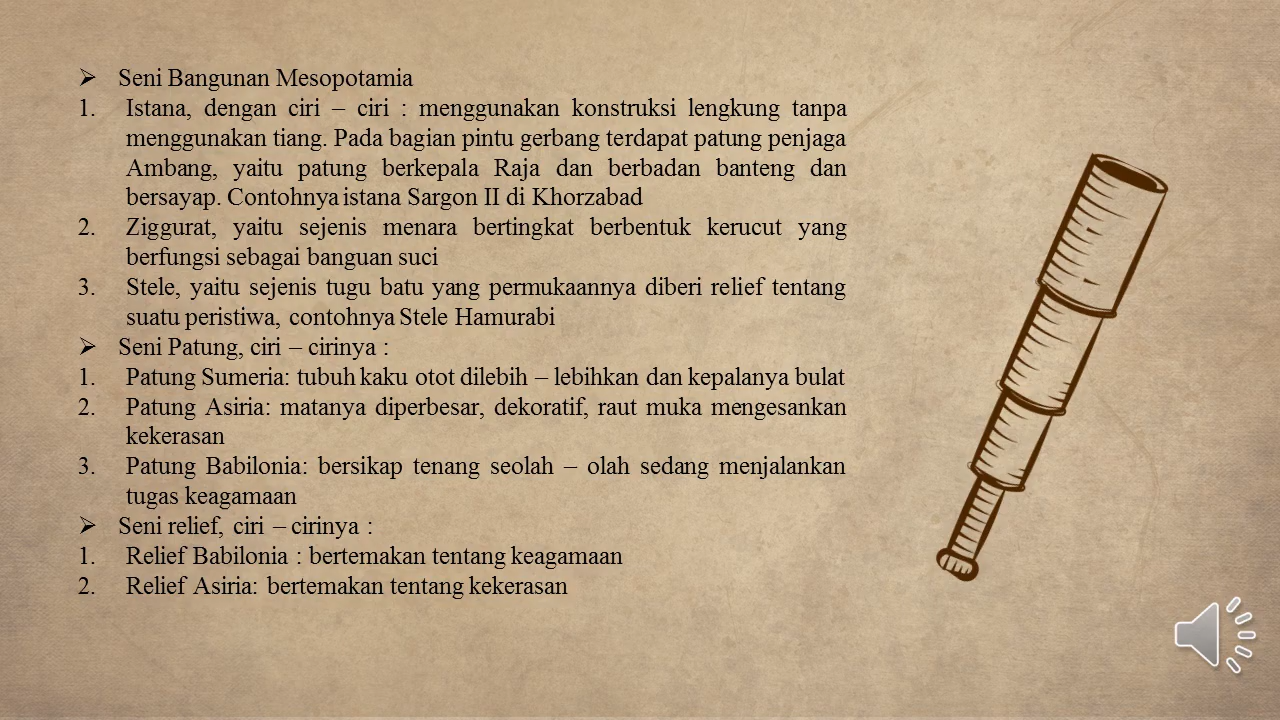 ➢ Seni Bangunan Mesopotamia
1. Istana, dengan ciri – ciri : menggunakan konstruksi lengkung tanpa
menggunakan tiang. Pada bagian pintu gerbang terdapat patung penjaga
Ambang, yaitu patung berkepala Raja dan berbadan banteng dan
bersayap. Contohnya istana Sargon II di Khorzabad
2. Ziggurat, yaitu sejenis menara bertingkat berbentuk kerucut yang
berfungsi sebagai banguan suci
3. Stele, yaitu sejenis tugu batu yang permukaannya diberi relief tentang
suatu peristiwa, contohnya Stele Hamurabi
➢ Seni Patung, ciri – cirinya :
1. Patung Sumeria: tubuh kaku otot dilebih – lebihkan dan kepalanya bulat
2. Patung Asiria: matanya diperbesar, dekoratif, raut muka mengesankan
kekerasan
3. Patung Babilonia: bersikap tenang seolah – olah sedang menjalankan
tugas keagamaan
➢ Seni relief, ciri – cirinya :
1. Relief Babilonia : bertemakan tentang keagamaan
2. Relief Asiria: bertemakan tentang kekerasan